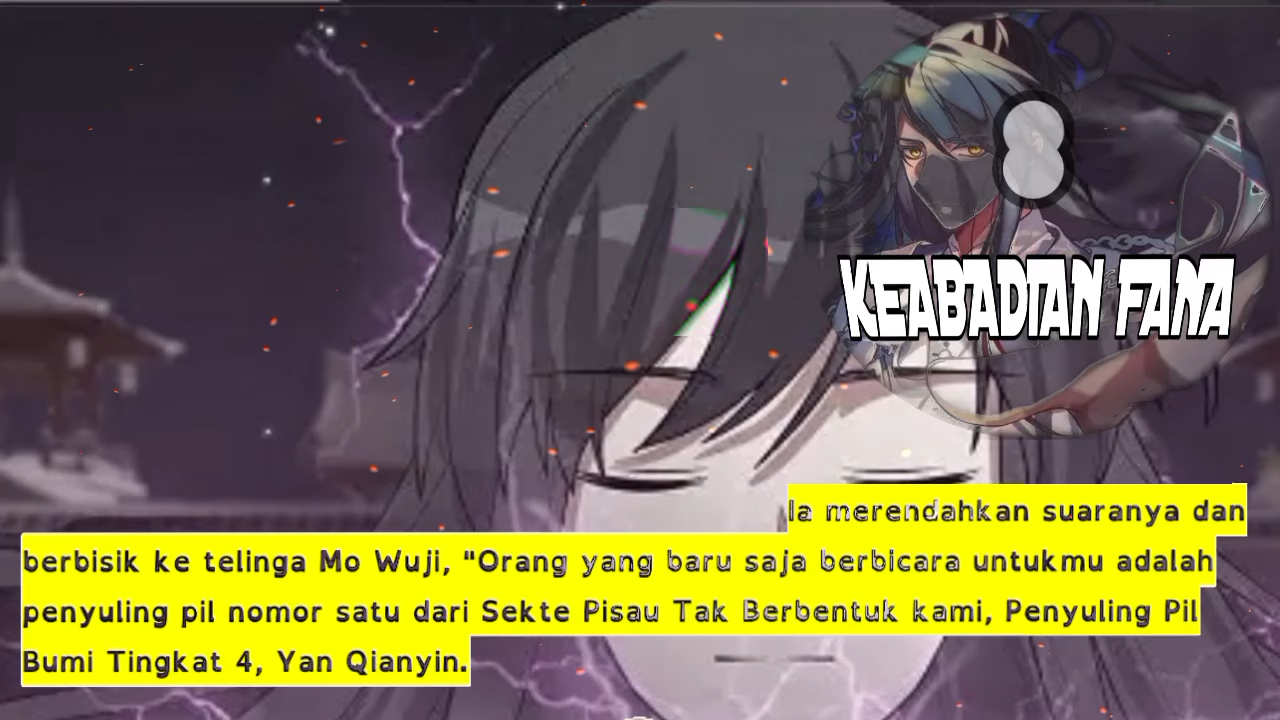 8
KEABADIAN FANA
Ia merendahkan suaranya dan
berbisik ke telinga Mo Wuji, "Orang yang baru saja berbicara untukmu adalah
penyuling pil nomor satu dari Sekte Pisau Tak Berbentuk kami, Penyuling Pil
Bumi Tingkat 4, Yan Qianyin.